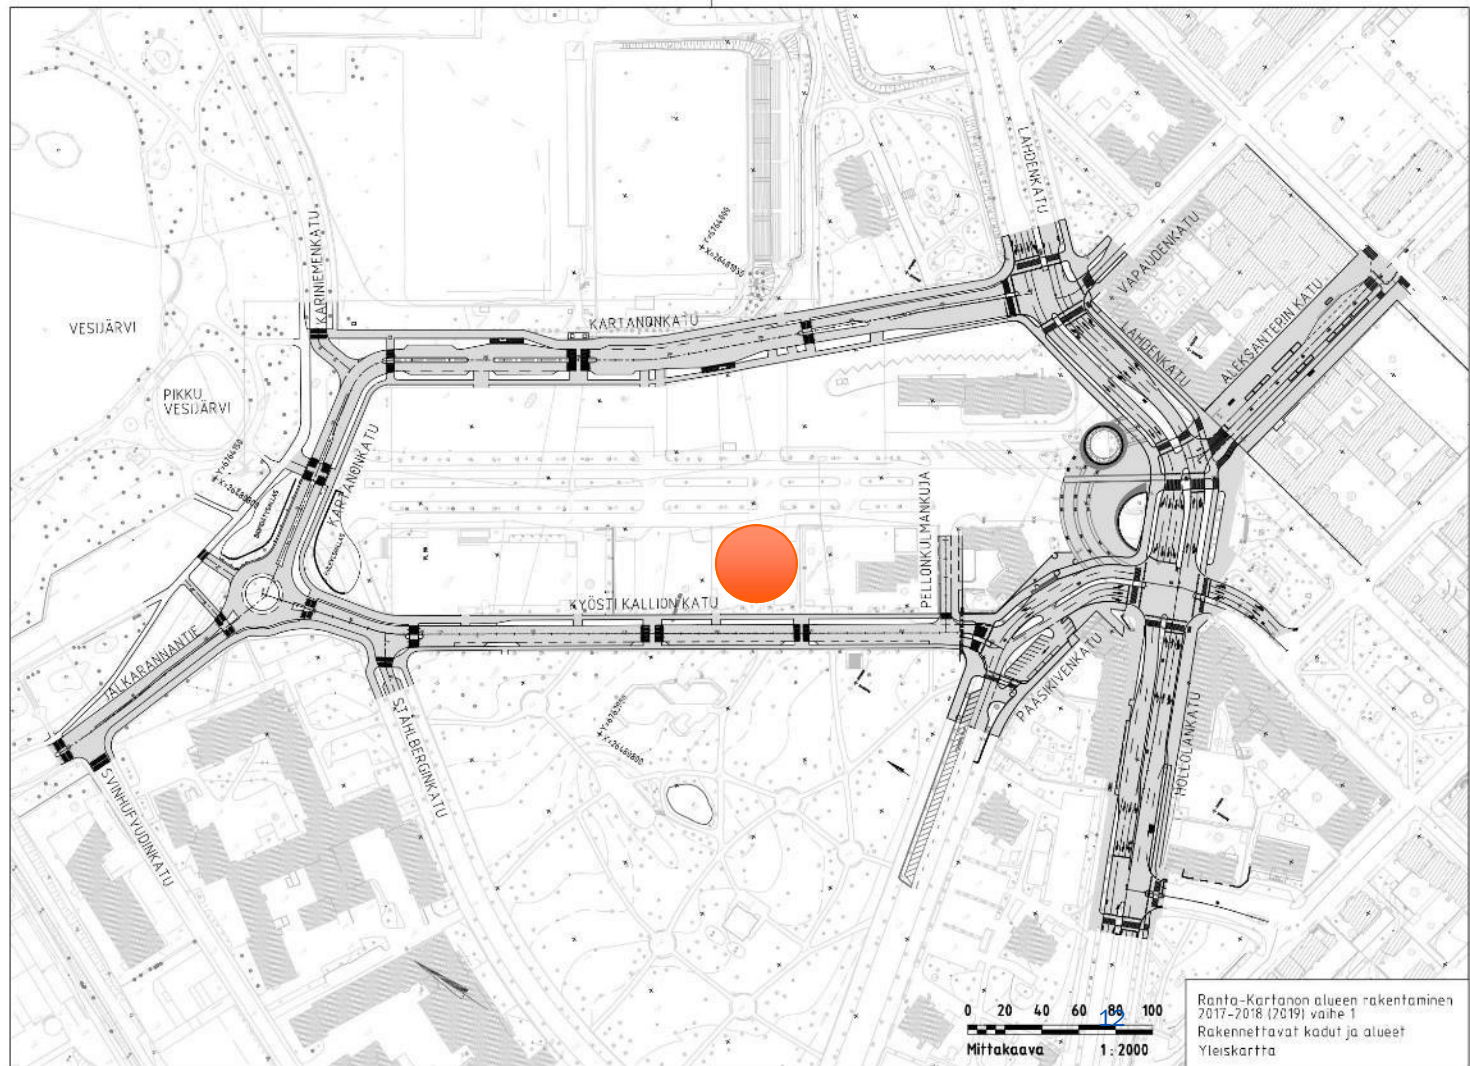 LAHDENKATU
VAPAUDENKATU
KARINIEMENKATU
KARTANONKATU
VESIJÄRVI
LAHDENKATU
ALEKSANTERIN KATU
PIKKU
VESIJÄRVI
KARTANONKATU
PELLONKULMANKUJA
KYÖSTI KALLION KATU
JALKARANNANTIE
PAASIKIVENKATU
STÅHLBERGINKATU
HOLLOLANKATU
SVINHUFVUDINKATU
0 20 40 60 80 100
12
Mittakaava 1:2000
Ranta-Kartanon alueen rakentaminen
2017-2018 (2019) vaihe 1
Rakennettavat kadut ja alueet
Yleiskartta